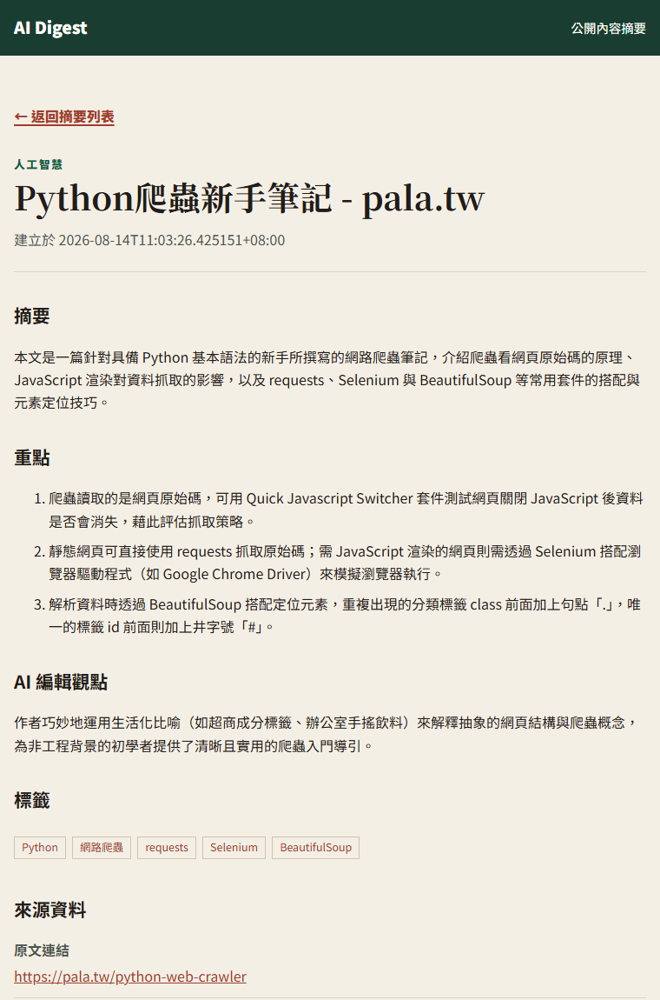 AI Digest
公開內容摘要
← 返回摘要列表
人工智慧
Python爬蟲新手筆記 - pala.tw
建立於 2026-08-14T11:03:26.425151+08:00
摘要
本文是一篇針對具備 Python 基本語法的新手所撰寫的網路爬蟲筆記，介紹爬蟲看網頁原始碼的原理、
JavaScript 渲染對資料抓取的影響，以及 requests、Selenium 與 BeautifulSoup 等常用套件的搭配與
元素定位技巧。
重點
1. 爬蟲讀取的是網頁原始碼，可用 Quick Javascript Switcher 套件測試網頁關閉 JavaScript 後資料
是否會消失，藉此評估抓取策略。
2. 靜態網頁可直接使用 requests 抓取原始碼；需 JavaScript 渲染的網頁則需透過 Selenium 搭配瀏
覽器驅動程式（如 Google Chrome Driver）來模擬瀏覽器執行。
3. 解析資料時透過 BeautifulSoup 搭配定位元素，重複出現的分類標籤 class 前面加上句點「.」，唯
一的標籤 id 前面則加上井字號「#」。
AI 編輯觀點
作者巧妙地運用生活化比喻（如超商成分標籤、辦公室手搖飲料）來解釋抽象的網頁結構與爬蟲概念，
為非工程背景的初學者提供了清晰且實用的爬蟲入門導引。
標籤
Python
網路爬蟲
requests
Selenium
BeautifulSoup
來源資料
原文連結
https://pala.tw/python-web-crawler